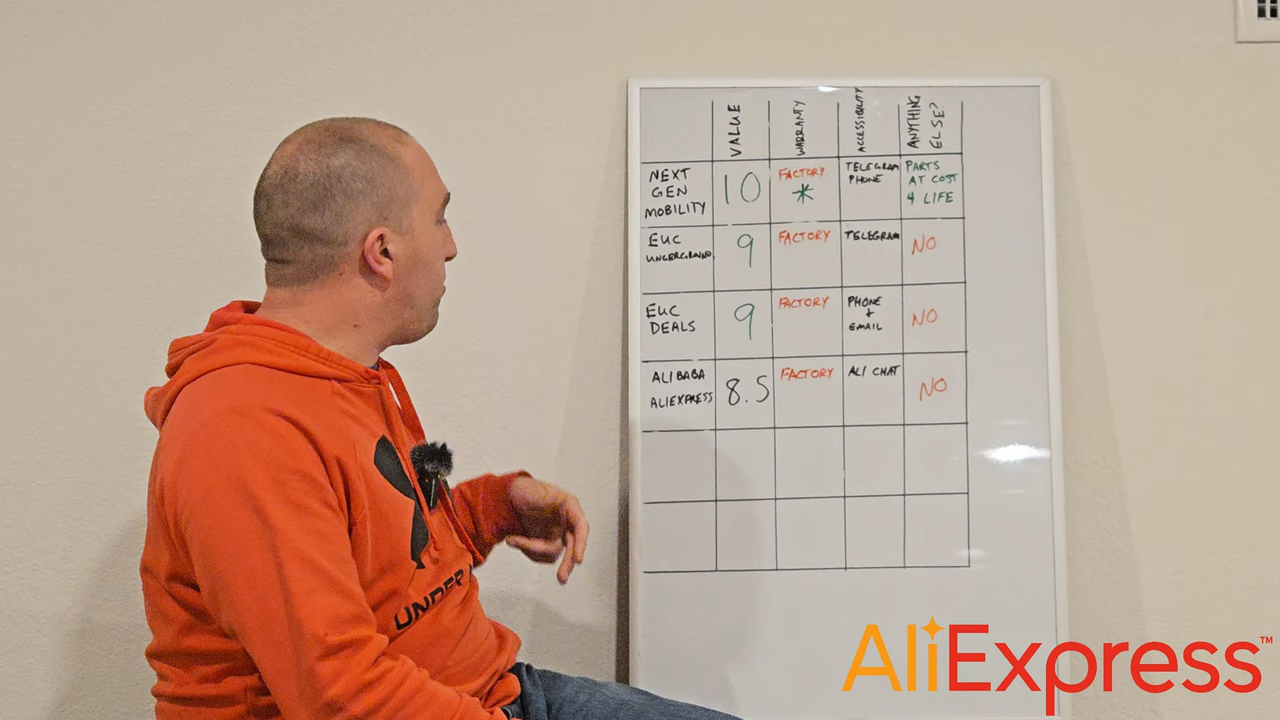 VALUE
WARRANTY
ACCESSIBILITY
ANYTHING
ELSE?
NEXT
GEN
MOBILITY
10
FACTORY
*
TELEGRAM
PHONE
PARTS
AT COST
4 LIFE
EUC
UNGERGROUND
9
FACTORY
TELEGRAM
NO
EUC
DEALS
9
FACTORY
PHONE
+
EMAIL
NO
ALIBABA
ALIEXPRESS
8.5
FACTORY
ALI CHAT
NO
UNDER
AliExpress™